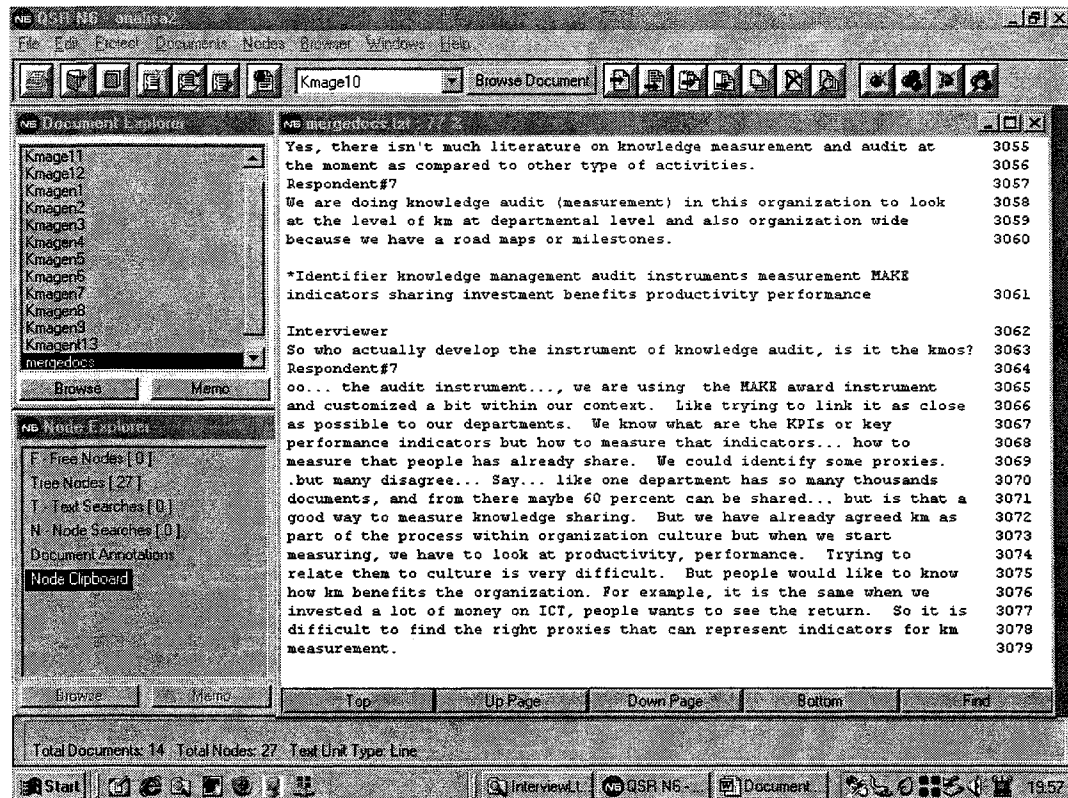 QSR N6 - analisa2
File Edit Project Documents Nodes Browser Windows Help
Kmage10 Browse Document
Document Explorer
Kmage11
Kmage12
Kmagen1
Kmagen2
Kmagen3
Kmagen4
Kmagen5
Kmagen6
Kmagen7
Kmagen8
Kmagen9
Kmagent13
mergedocs
Browse Memo
Node Explorer
F - Free Nodes [ 0 ]
Tree Nodes [ 27 ]
T - Text Searches [ 0 ]
N - Node Searches [ 0 ]
Document Annotations
Node Clipboard
Browse Memo
mergedocs.txt : 77 %
Yes, there isn't much literature on knowledge measurement and audit at 3055
the moment as compared to other type of activities. 3056
Respondent#7 3057
We are doing knowledge audit (measurement) in this organization to look 3058
at the level of km at departmental level and also organization wide 3059
because we have a road maps or milestones. 3060
*Identifier knowledge management audit instruments measurement MAKE
indicators sharing investment benefits productivity performance 3061
Interviewer 3062
So who actually develop the instrument of knowledge audit, is it the kmos? 3063
Respondent#7 3064
oo... the audit instrument..., we are using the MAKE award instrument 3065
and customized a bit within our context. Like trying to link it as close 3066
as possible to our departments. We know what are the KPIs or key 3067
performance indicators but how to measure that indicators... how to 3068
measure that people has already share. We could identify some proxies. 3069
.but many disagree... Say... like one department has so many thousands 3070
documents, and from there maybe 60 percent can be shared... but is that a 3071
good way to measure knowledge sharing. But we have already agreed km as 3072
part of the process within organization culture but when we start 3073
measuring, we have to look at productivity, performance. Trying to 3074
relate them to culture is very difficult. But people would like to know 3075
how km benefits the organization. For example, it is the same when we 3076
invested a lot of money on ICT, people wants to see the return. So it is 3077
difficult to find the right proxies that can represent indicators for km 3078
measurement. 3079
Top Up Page Down Page Bottom Find
Total Documents: 14 Total Nodes: 27 Text Unit Type: Line
Start InterviewLt... QSR N6 - ... Document... 19:57